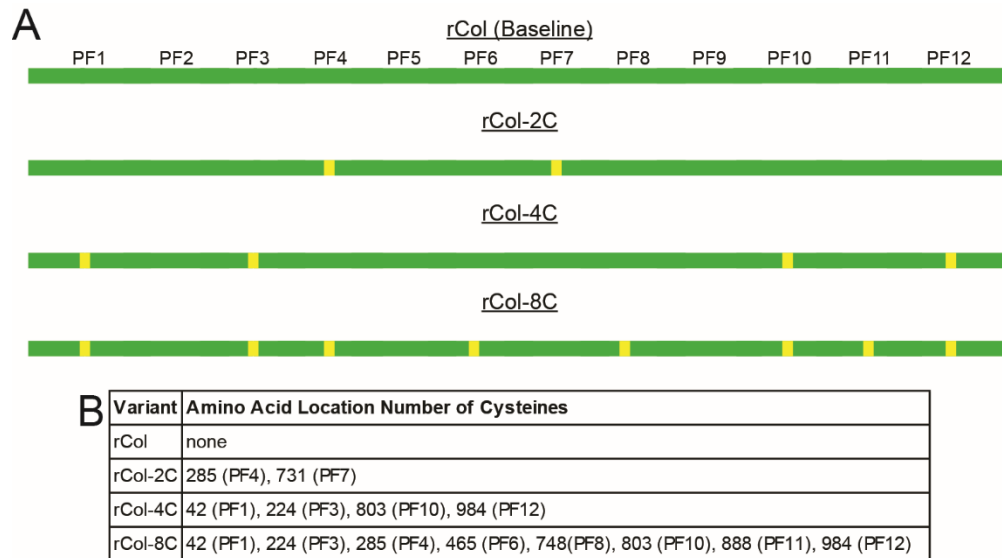 A
rCol (Baseline)
PF1 PF2 PF3 PF4 PF5 PF6 PF7 PF8 PF9 PF10 PF11 PF12
rCol-2C
rCol-4C
rCol-8C
B
Variant Amino Acid Location Number of Cysteines
rCol none
rCol-2C 285 (PF4), 731 (PF7)
rCol-4C 42 (PF1), 224 (PF3), 803 (PF10), 984 (PF12)
rCol-8C 42 (PF1), 224 (PF3), 285 (PF4), 465 (PF6), 748(PF8), 803 (PF10), 888 (PF11), 984 (PF12)